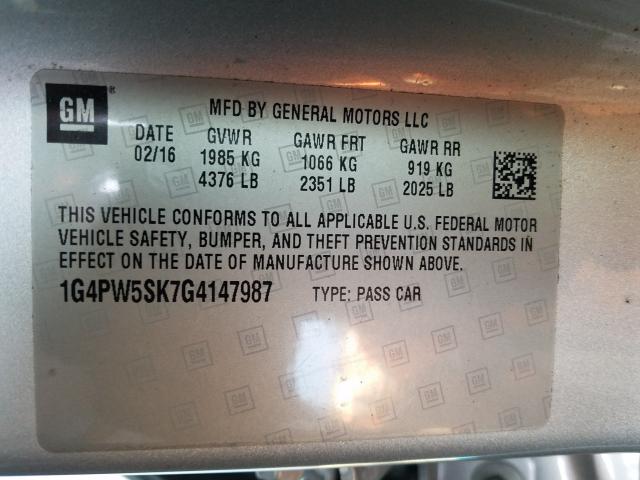 GM ®
MFD BY GENERAL MOTORS LLC
DATE GVWR GAWR FRT GAWR RR
02/16 1985 KG 1066 KG 919 KG
4376 LB 2351 LB 2025 LB
THIS VEHICLE CONFORMS TO ALL APPLICABLE U.S. FEDERAL MOTOR
VEHICLE SAFETY, BUMPER, AND THEFT PREVENTION STANDARDS IN
EFFECT ON THE DATE OF MANUFACTURE SHOWN ABOVE.
1G4PW5SK7G4147987 TYPE: PASS CAR